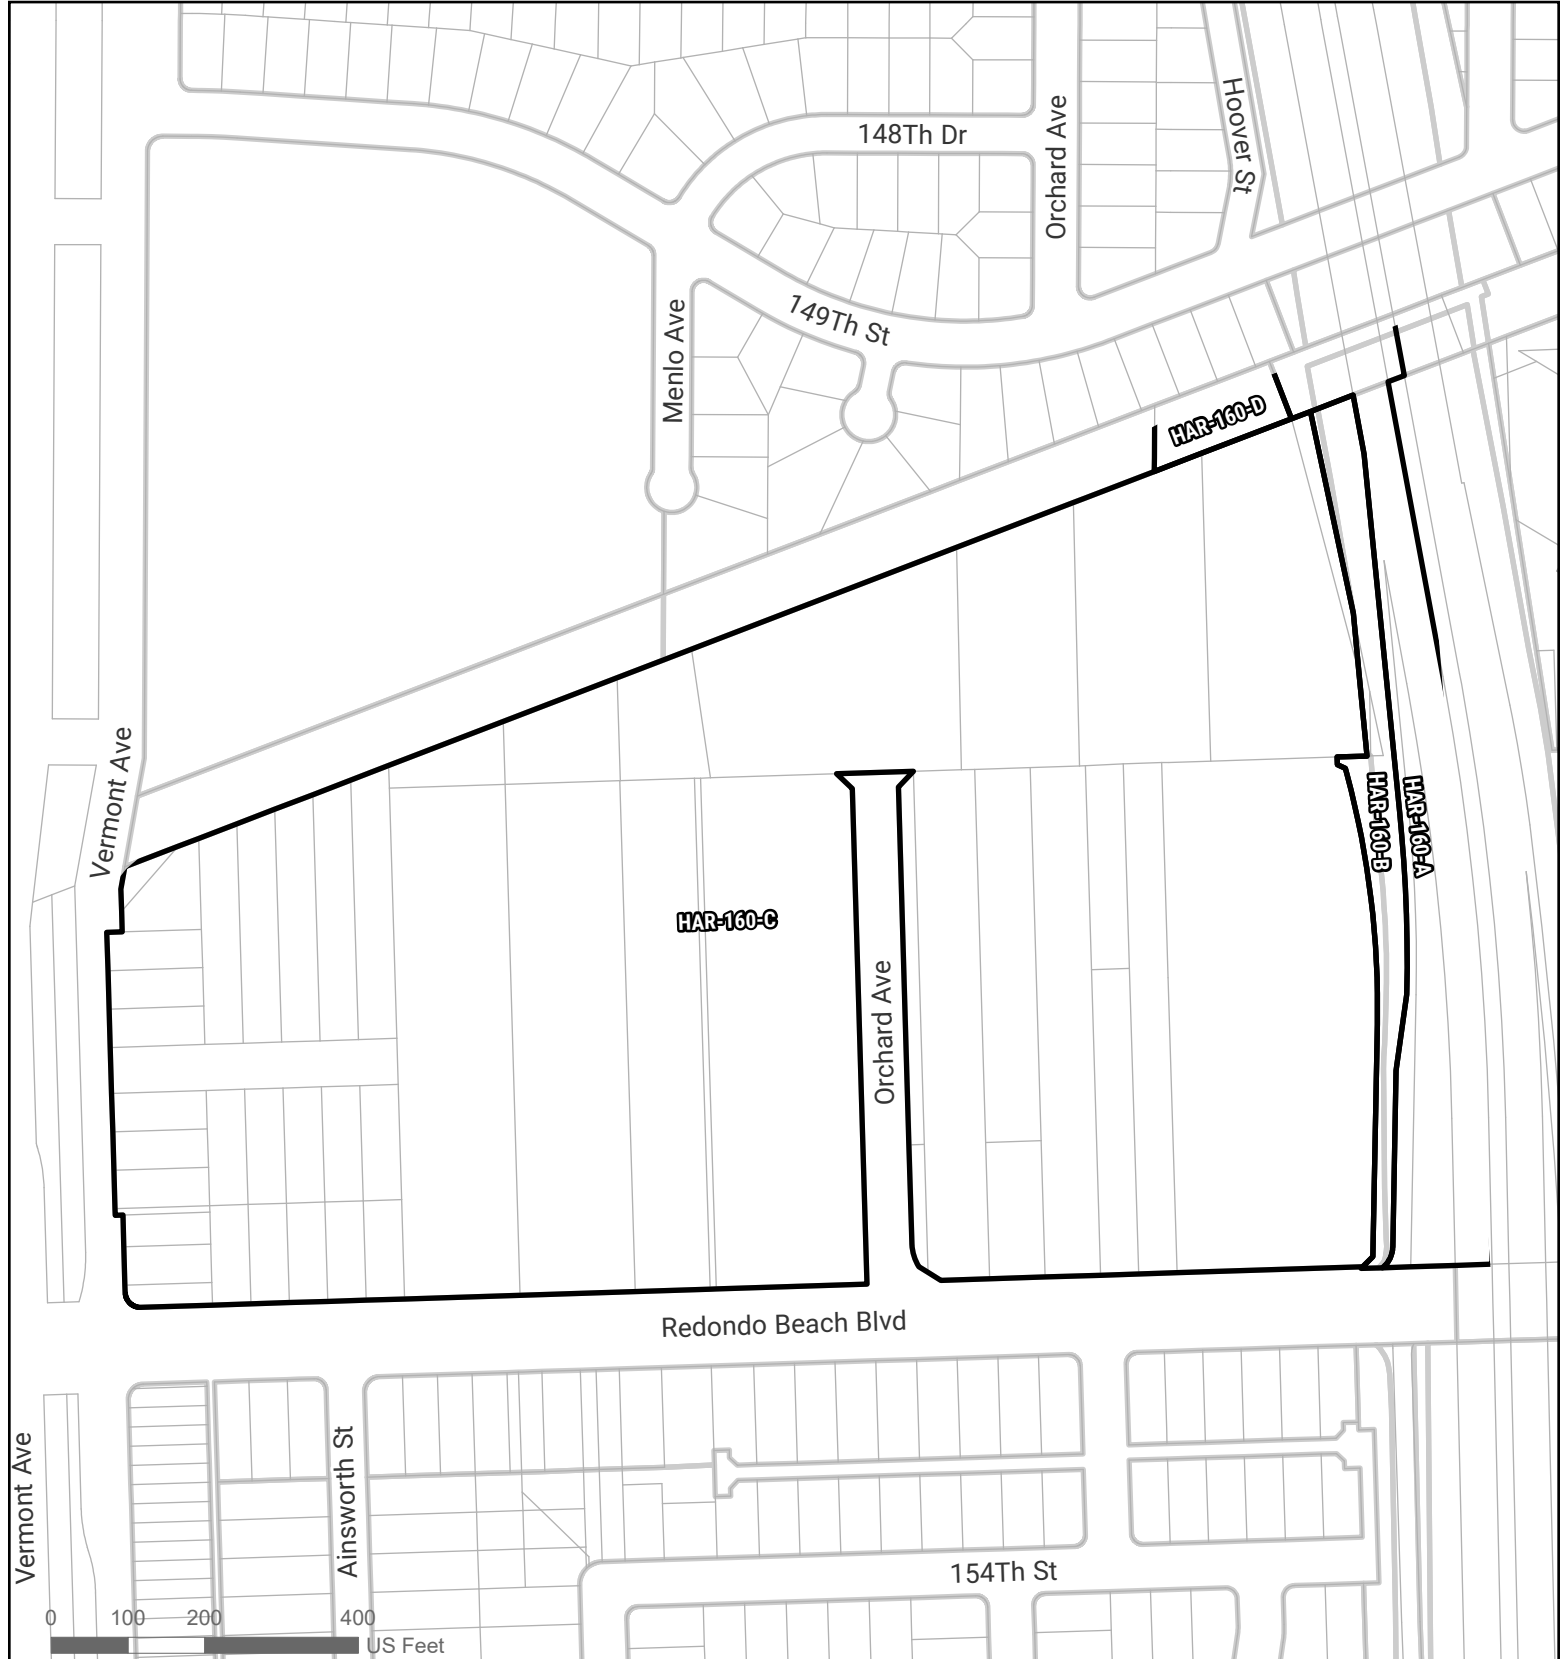 148Th Dr
Orchard Ave
Hoover St
149Th St
Menlo Ave
HAR-160-D
Vermont Ave
HAR-160-B
HAR-160-A
HAR-160-C
Orchard Ave
Redondo Beach Blvd
Vermont Ave
Ainsworth St
154Th St
0 100 200 400
US Feet